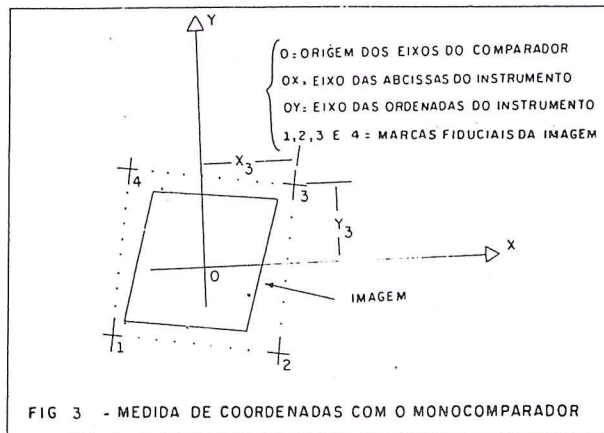 Y
O = ORIGEM DOS EIXOS DO COMPARADOR
OX = EIXO DAS ABCISSAS DO INSTRUMENTO
OY = EIXO DAS ORDENADAS DO INSTRUMENTO
1,2,3 E 4 = MARCAS FIDUCIAIS DA IMAGEM
X3
4
3
Y3
X
O
IMAGEM
1
2
FIG 3 - MEDIDA DE COORDENADAS COM O MONOCOMPARADOR